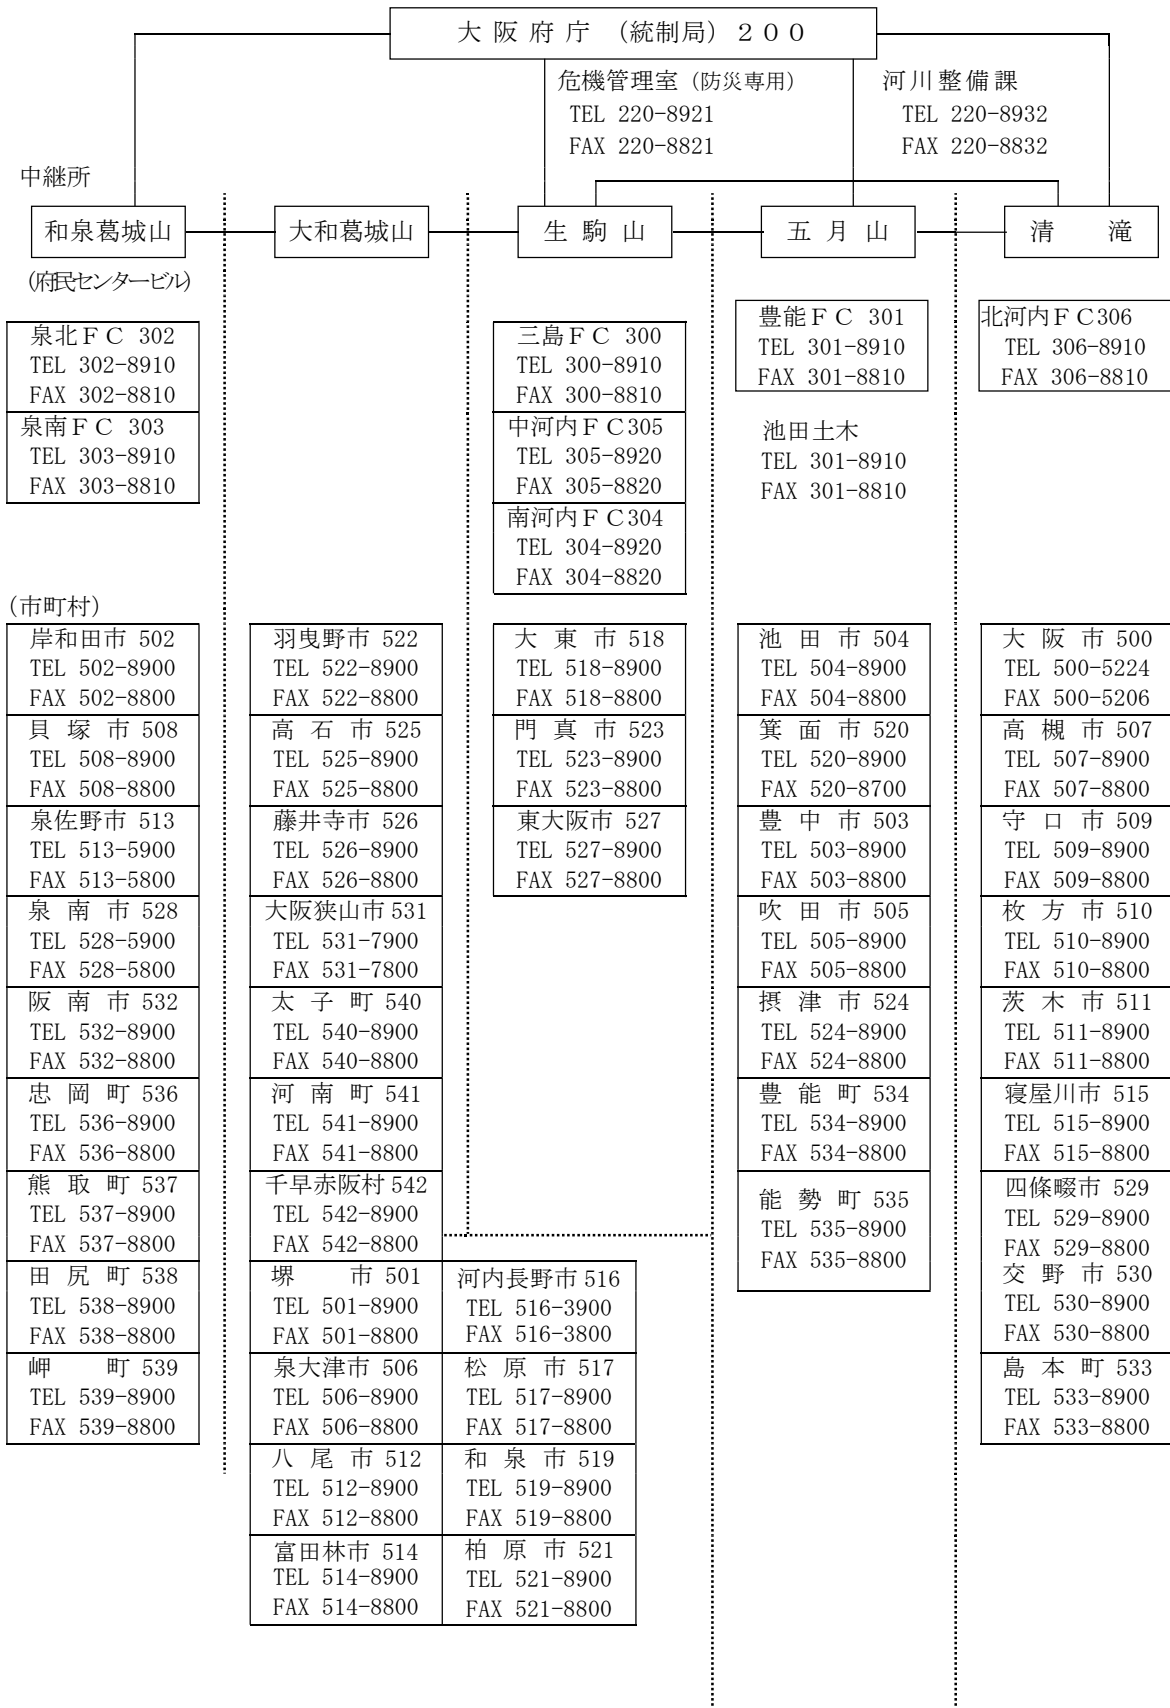 大阪府庁 (統制局) ２００
危機管理室 (防災専用)
TEL 220-8921
FAX 220-8821
河川整備課
TEL 220-8932
FAX 220-8832
中継所
和泉葛城山
大和葛城山
生駒山
五月山
清滝
(府民センタービル)
泉北ＦＣ 302
TEL 302-8910
FAX 302-8810
泉南ＦＣ 303
TEL 303-8910
FAX 303-8810
三島ＦＣ 300
TEL 300-8910
FAX 300-8810
中河内ＦＣ305
TEL 305-8920
FAX 305-8820
南河内ＦＣ304
TEL 304-8920
FAX 304-8820
豊能ＦＣ 301
TEL 301-8910
FAX 301-8810
池田土木
TEL 301-8910
FAX 301-8810
北河内ＦＣ306
TEL 306-8910
FAX 306-8810
(市町村)
岸和田市 502
TEL 502-8900
FAX 502-8800
貝塚市 508
TEL 508-8900
FAX 508-8800
泉佐野市 513
TEL 513-5900
FAX 513-5800
泉南市 528
TEL 528-5900
FAX 528-5800
阪南市 532
TEL 532-8900
FAX 532-8800
忠岡町 536
TEL 536-8900
FAX 536-8800
熊取町 537
TEL 537-8900
FAX 537-8800
田尻町 538
TEL 538-8900
FAX 538-8800
岬町 539
TEL 539-8900
FAX 539-8800
羽曳野市 522
TEL 522-8900
FAX 522-8800
高石市 525
TEL 525-8900
FAX 525-8800
藤井寺市 526
TEL 526-8900
FAX 526-8800
大阪狭山市 531
TEL 531-7900
FAX 531-7800
太子町 540
TEL 540-8900
FAX 540-8800
河南町 541
TEL 541-8900
FAX 541-8800
千早赤阪村 542
TEL 542-8900
FAX 542-8800
堺市 501
TEL 501-8900
FAX 501-8800
泉大津市 506
TEL 506-8900
FAX 506-8800
八尾市 512
TEL 512-8900
FAX 512-8800
富田林市 514
TEL 514-8900
FAX 514-8800
河内長野市 516
TEL 516-3900
FAX 516-3800
松原市 517
TEL 517-8900
FAX 517-8800
和泉市 519
TEL 519-8900
FAX 519-8800
柏原市 521
TEL 521-8900
FAX 521-8800
大東市 518
TEL 518-8900
FAX 518-8800
門真市 523
TEL 523-8900
FAX 523-8800
東大阪市 527
TEL 527-8900
FAX 527-8800
池田市 504
TEL 504-8900
FAX 504-8800
箕面市 520
TEL 520-8900
FAX 520-8700
豊中市 503
TEL 503-8900
FAX 503-8800
吹田市 505
TEL 505-8900
FAX 505-8800
摂津市 524
TEL 524-8900
FAX 524-8800
豊能町 534
TEL 534-8900
FAX 534-8800
能勢町 535
TEL 535-8900
FAX 535-8800
大阪市 500
TEL 500-5224
FAX 500-5206
高槻市 507
TEL 507-8900
FAX 507-8800
守口市 509
TEL 509-8900
FAX 509-8800
枚方市 510
TEL 510-8900
FAX 510-8800
茨木市 511
TEL 511-8900
FAX 511-8800
寝屋川市 515
TEL 515-8900
FAX 515-8800
四條畷市 529
TEL 529-8900
FAX 529-8800
交野市 530
TEL 530-8900
FAX 530-8800
島本町 533
TEL 533-8900
FAX 533-8800